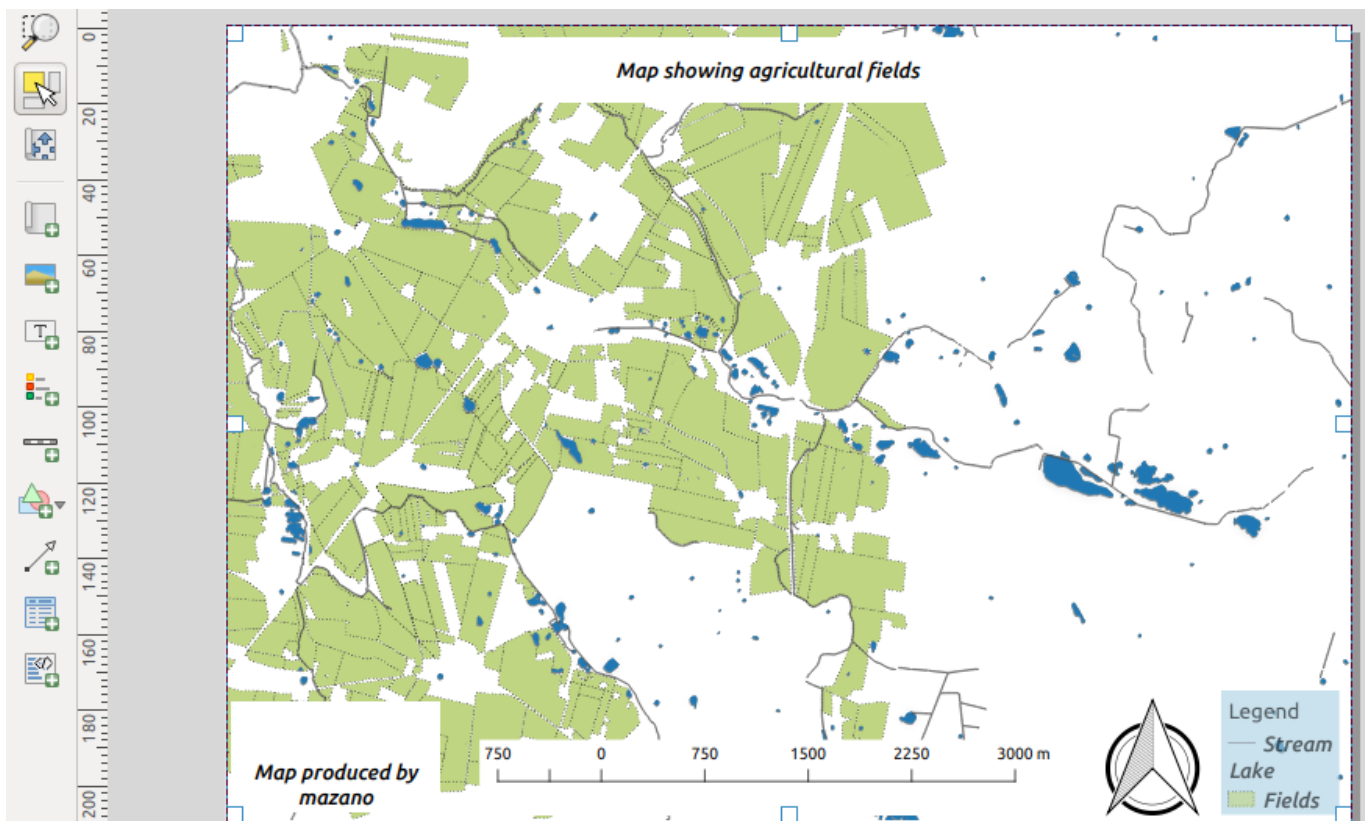 Map showing agricultural fields
0
20
40
60
80
100
120
140
160
180
200
T
Legend
Stream
Lake
Fields
750 0 750 1500 2250 3000 m
Map produced by
mazano